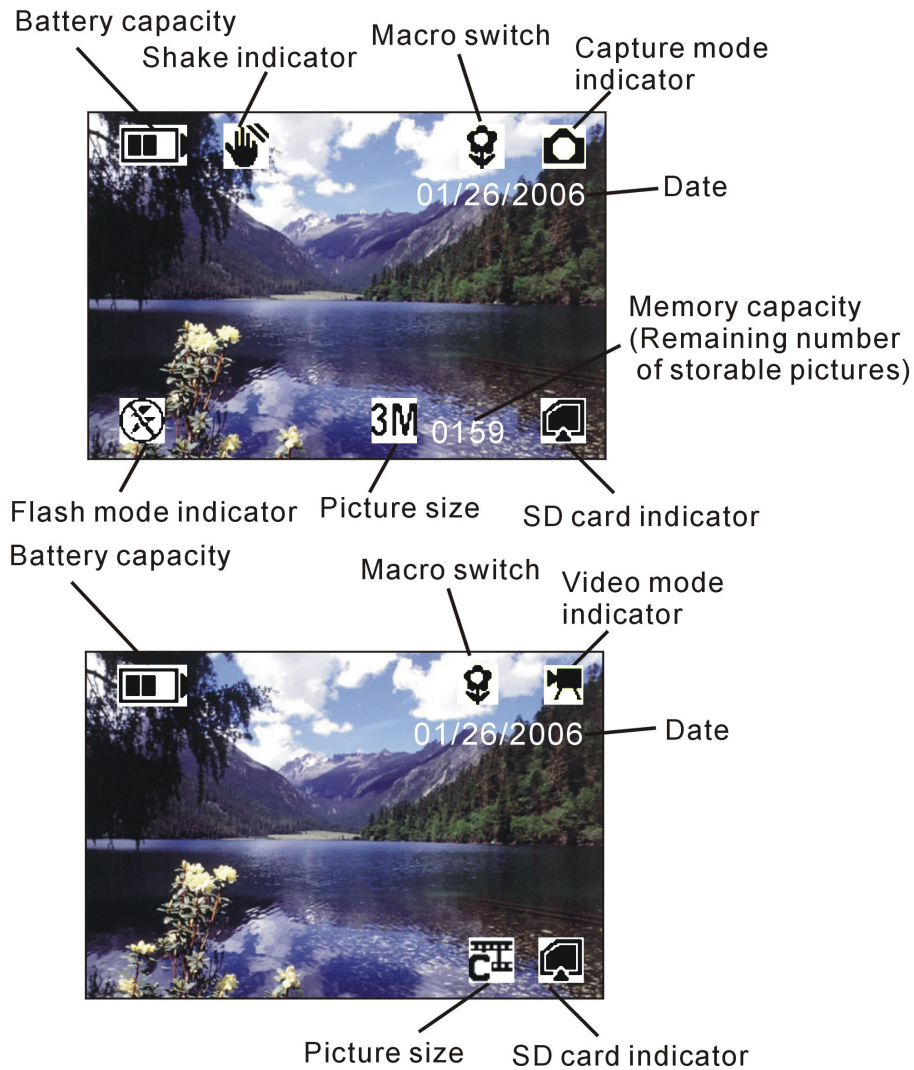 Battery capacity
Shake indicator
Macro switch
Capture mode
indicator
01/26/2006
Date
Memory capacity
(Remaining number
of storable pictures)
3M
0159
Flash mode indicator
Picture size
SD card indicator
Battery capacity
Macro switch
Video mode
indicator
01/26/2006
Date
C
Picture size
SD card indicator